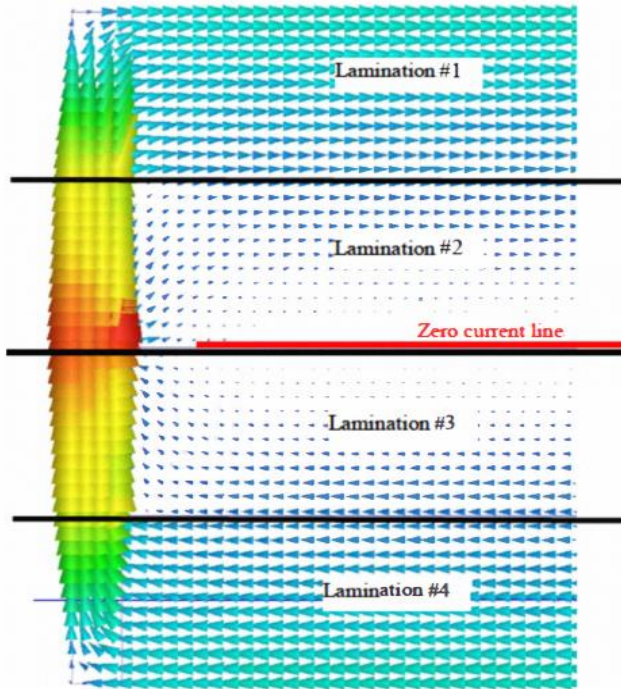 Lamination #1
Lamination #2
Zero current line
Lamination #3
Lamination #4